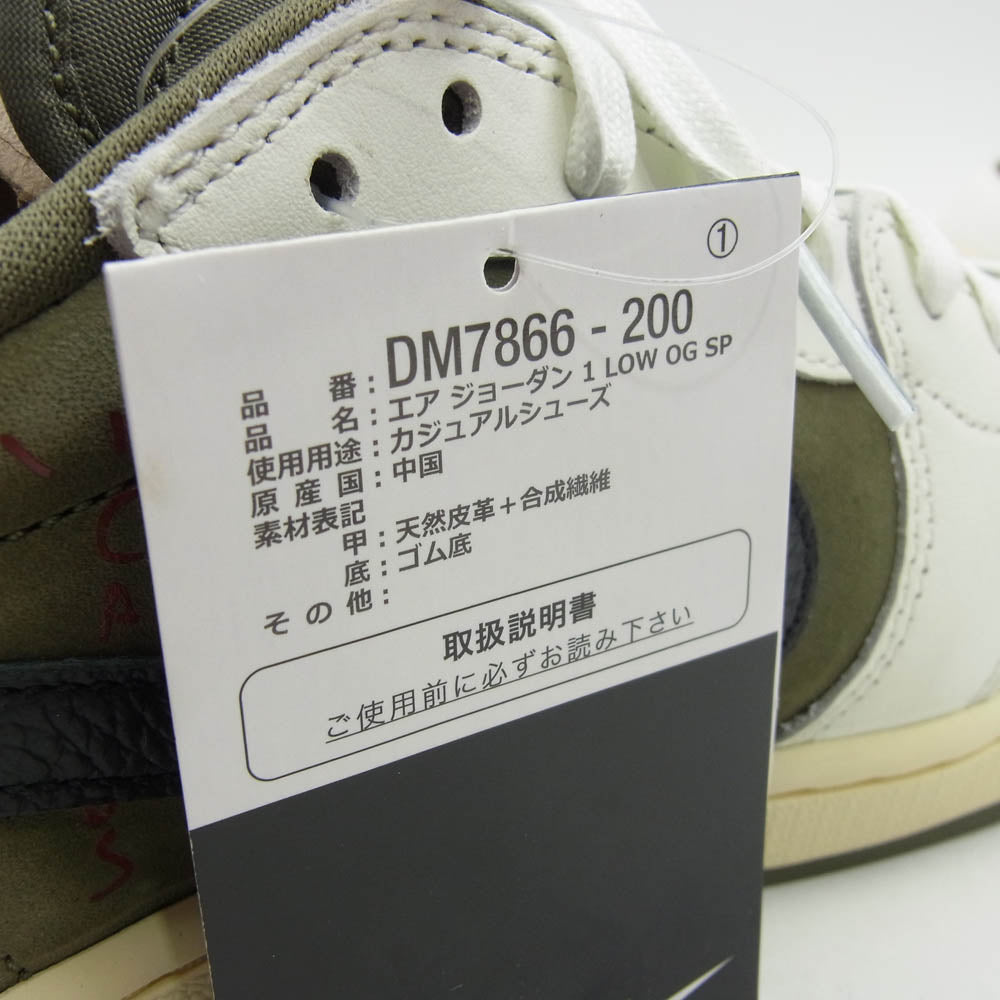 ①
品番：DM7866 - 200
品名：エア ジョーダン 1 LOW OG SP
使用用途：カジュアルシューズ
原産国：中国
素材表記
甲：天然皮革＋合成繊維
底：ゴム底
その他：
取扱説明書
ご使用前に必ずお読み下さい